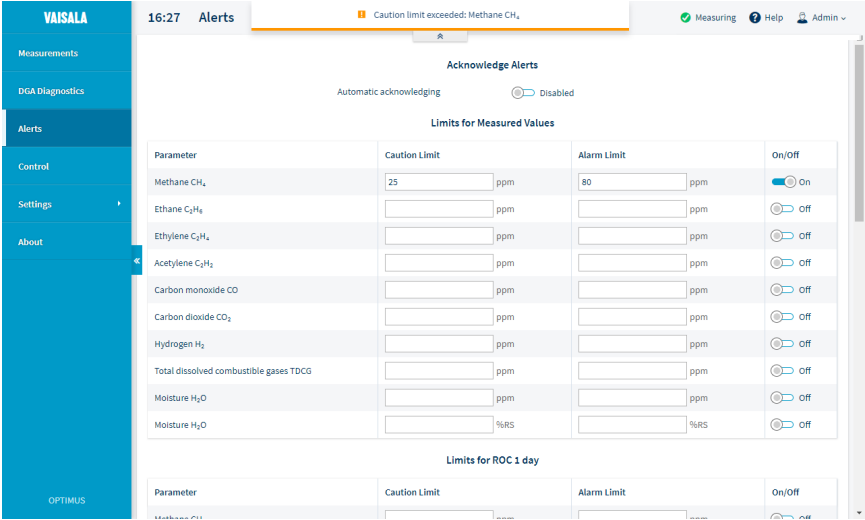 VAISALA
16:27 Alerts
Caution limit exceeded: Methane CH₄
Measuring Help Admin
Measurements
DGA Diagnostics
Alerts
Control
Settings
About
OPTIMUS
Acknowledge Alerts
Automatic acknowledging Disabled
Limits for Measured Values
Parameter Caution Limit Alarm Limit On/Off
Methane CH₄ 25 ppm 80 ppm On
Ethane C₂H₆ ppm ppm Off
Ethylene C₂H₄ ppm ppm Off
Acetylene C₂H₂ ppm ppm Off
Carbon monoxide CO ppm ppm Off
Carbon dioxide CO₂ ppm ppm Off
Hydrogen H₂ ppm ppm Off
Total dissolved combustible gases TDCG ppm ppm Off
Moisture H₂O ppm ppm Off
Moisture H₂O %RS %RS Off
Limits for ROC 1 day
Parameter Caution Limit Alarm Limit On/Off
Methane CH₄ ppm ppm Off